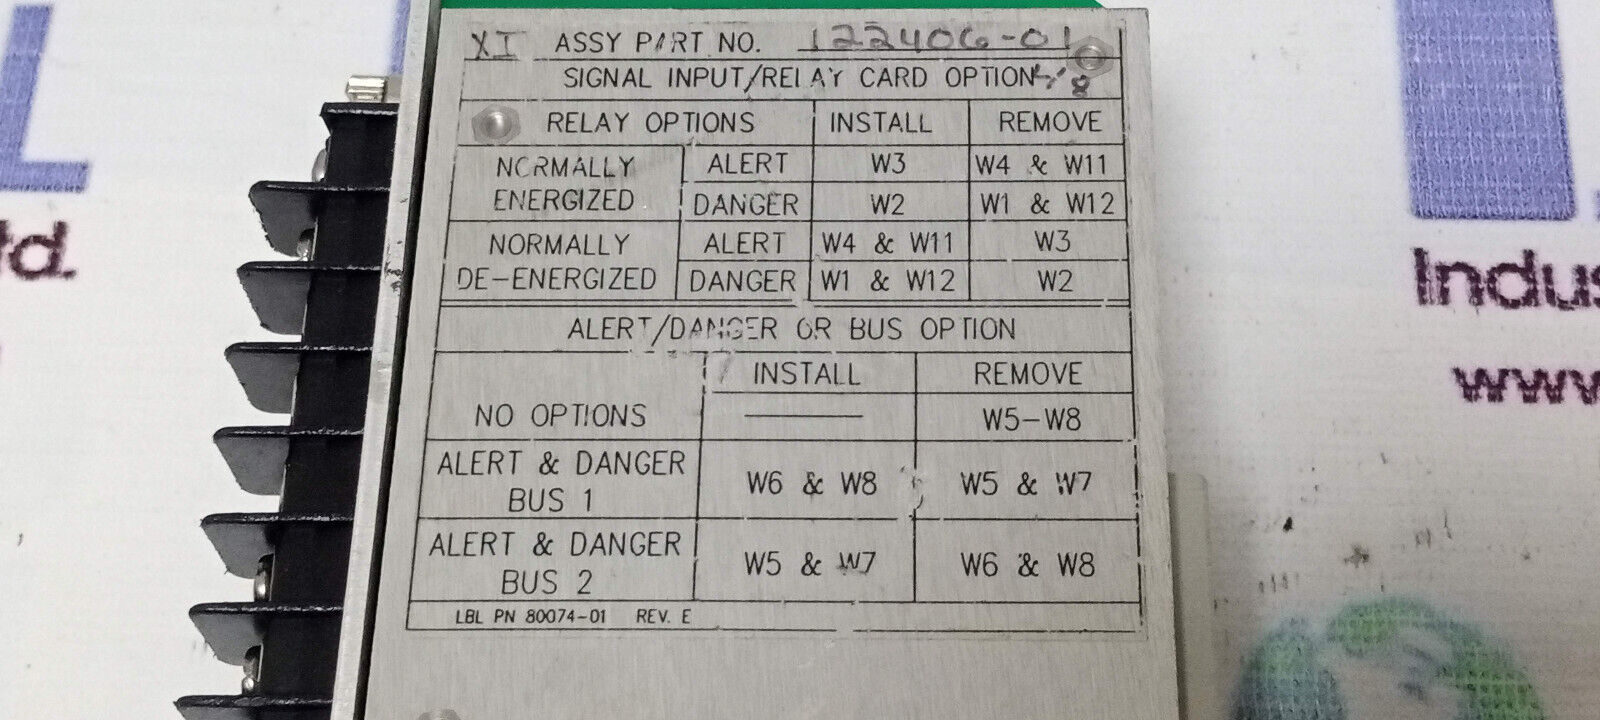 XI ASSY PART NO. 122406-01
SIGNAL INPUT/RELAY CARD OPTION
RELAY OPTIONS INSTALL REMOVE
NORMALLY ENERGIZED ALERT W3 W4 & W11
DANGER W2 W1 & W12
NORMALLY DE-ENERGIZED ALERT W4 & W11 W3
DANGER W1 & W12 W2
ALERT/DANGER OR BUS OPTION
INSTALL REMOVE
NO OPTIONS W5-W8
ALERT & DANGER BUS 1 W6 & W8 W5 & W7
ALERT & DANGER BUS 2 W5 & W7 W6 & W8
LBL PN 80074-01 REV. E
td.
Indus
www.